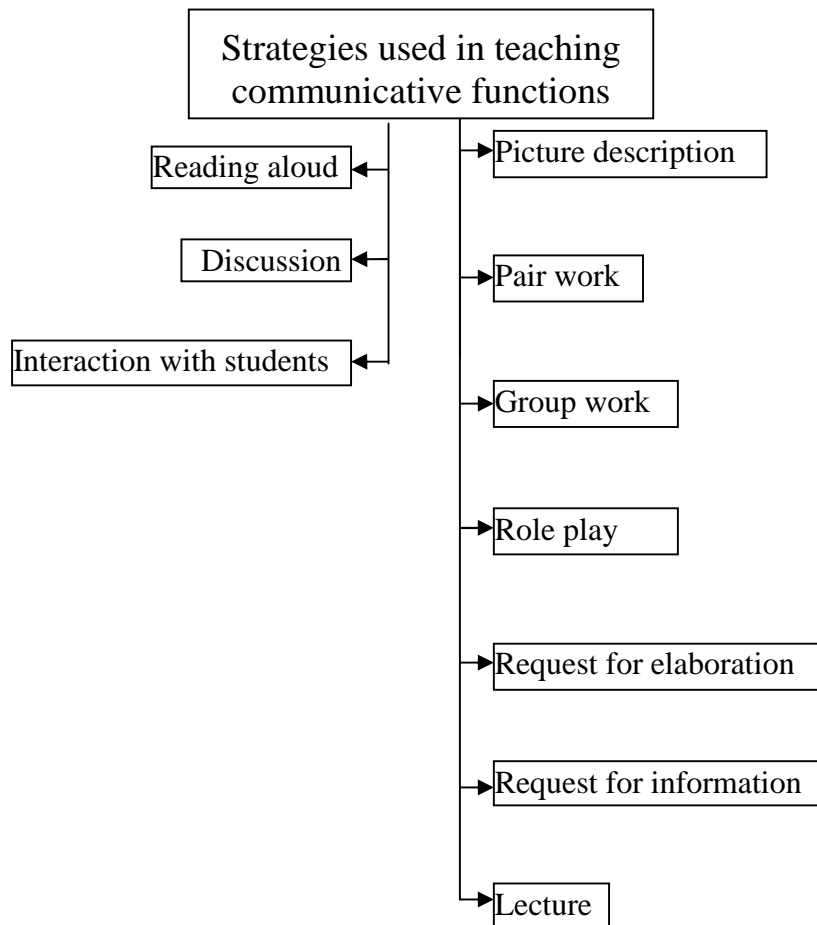 Strategies used in teaching
communicative functions
Reading aloud
Discussion
Interaction with students
Picture description
Pair work
Group work
Role play
Request for elaboration
Request for information
Lecture